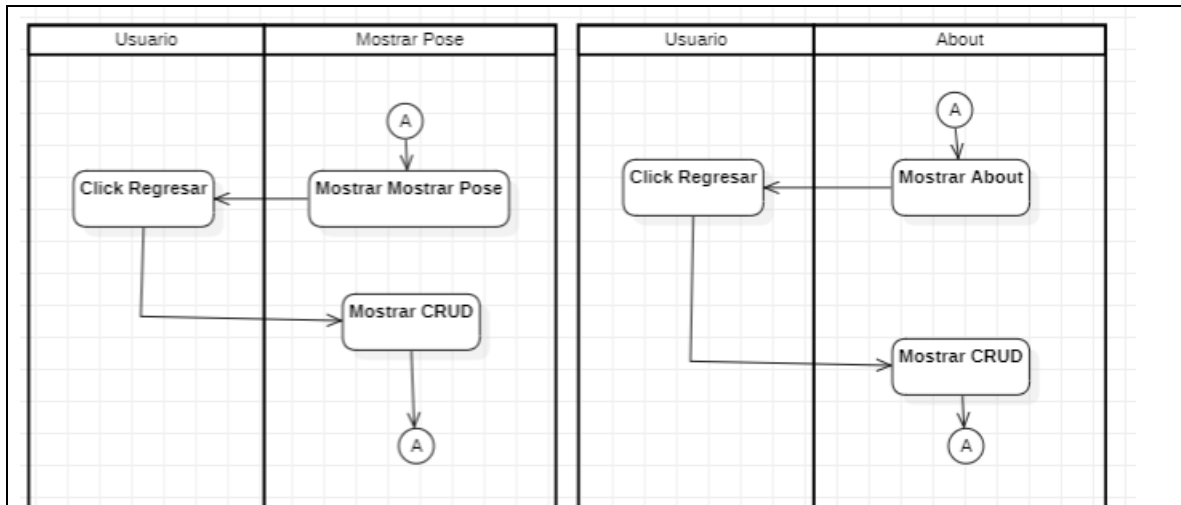 Usuario
Mostrar Pose
A
Click Regresar
Mostrar Mostrar Pose
Mostrar CRUD
A
Usuario
About
A
Click Regresar
Mostrar About
Mostrar CRUD
A